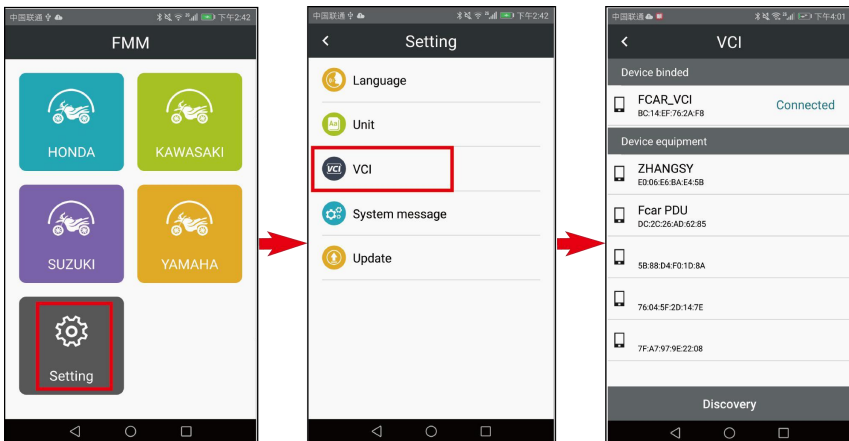 中国联通
下午2:42
FMM
HONDA
KAWASAKI
SUZUKI
YAMAHA
Setting
中国联通
下午2:42
Setting
Language
Aa
Unit
VCI
VCI
System message
Update
中国联通
下午4:01
VCI
Device binded
FCAR_VCI
Connected
BC:14:EF:76:2A:F8
Device equipment
ZHANGSY
E0:06:E6:BA:E4:5B
Fcar PDU
DC:2C:26:AD:62:85
5B:88:D4:F0:1D:8A
76:04:5F:2D:14:7E
7F:A7:97:9E:22:08
Discovery